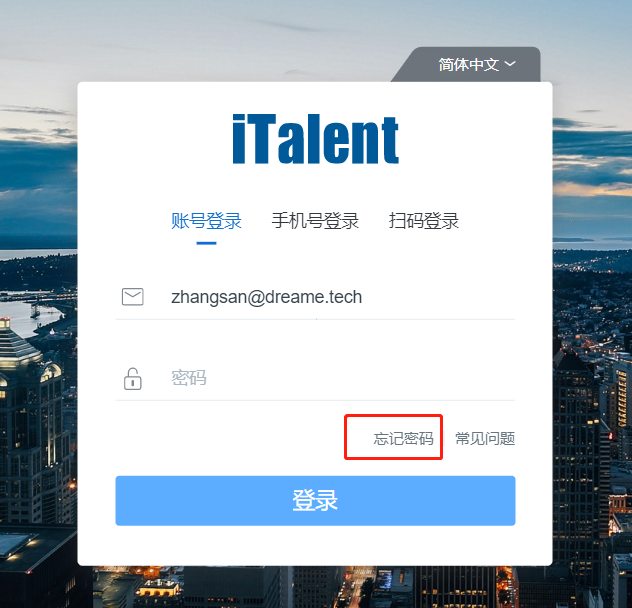 简体中文
iTalent
账号登录 手机号登录 扫码登录
zhangsan@dreame.tech
密码
忘记密码 常见问题
登录